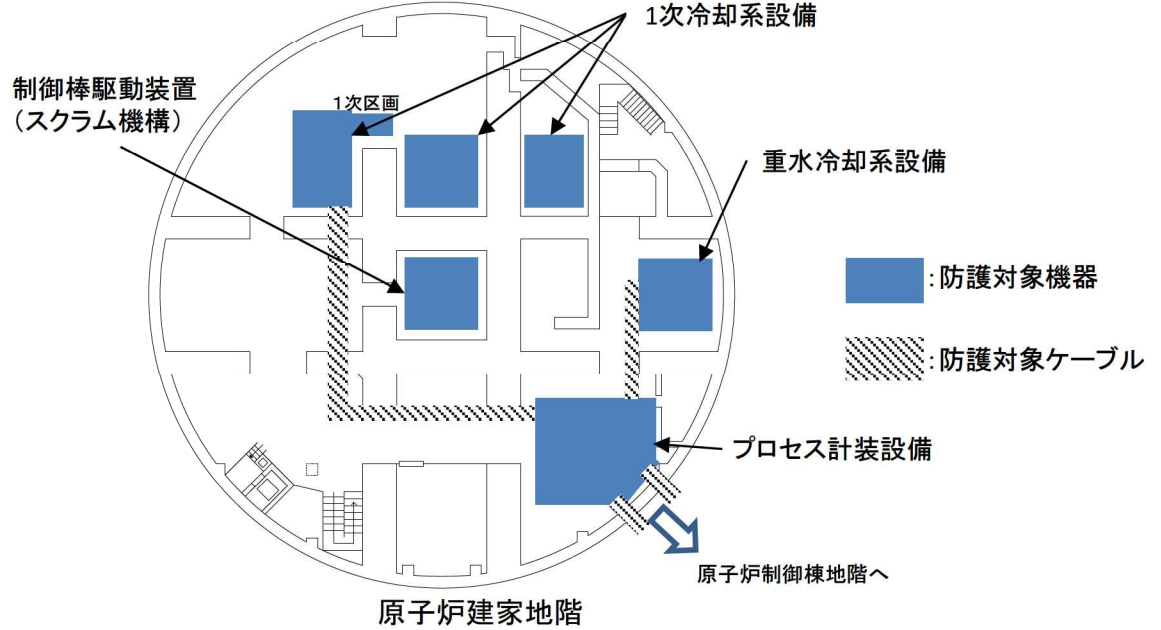 1次冷却系設備
制御棒駆動装置
（スクラム機構）
1次区画
重水冷却系設備
：防護対象機器
：防護対象ケーブル
プロセス計装設備
原子炉制御棟地階へ
原子炉建家地階